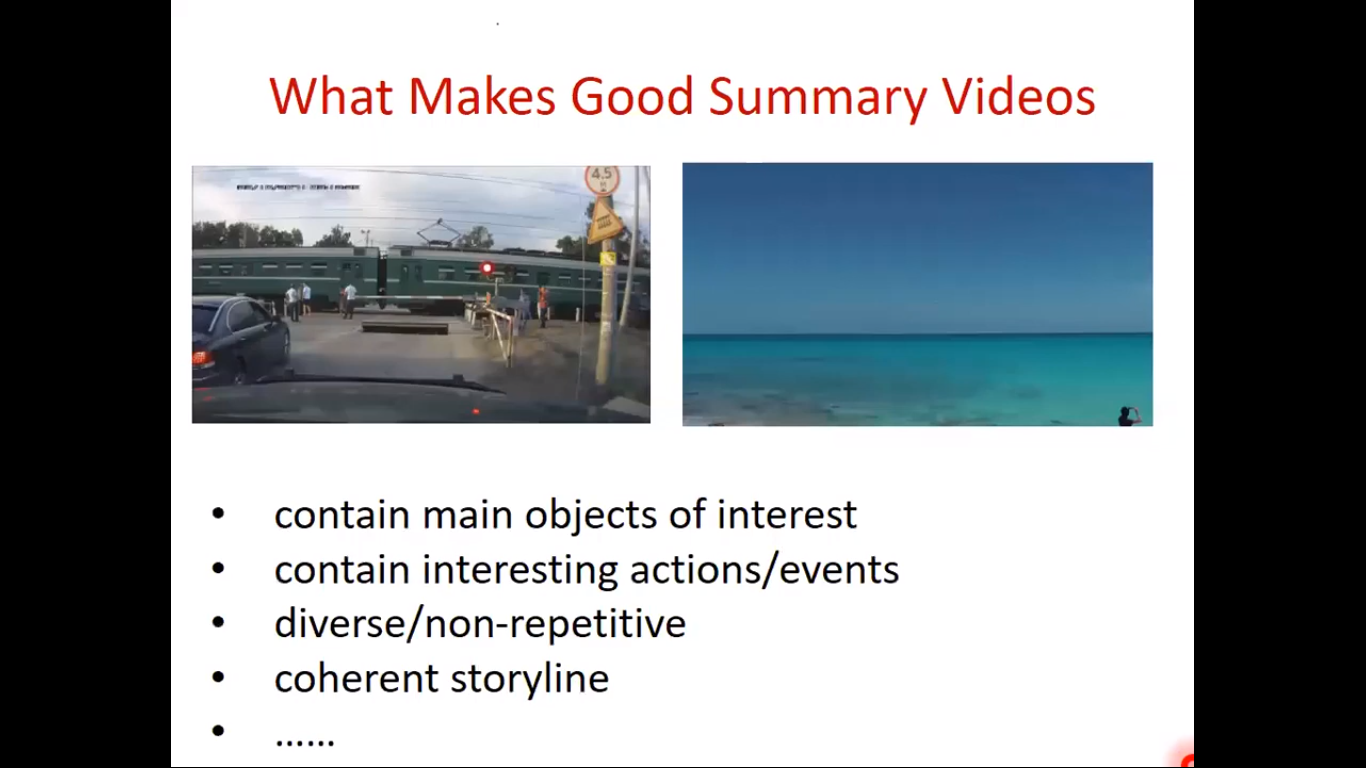 What Makes Good Summary Videos
4.5
• contain main objects of interest
• contain interesting actions/events
• diverse/non-repetitive
• coherent storyline
• ……